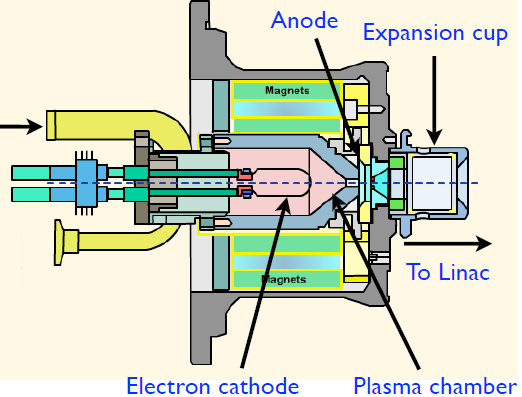 Anode
Expansion cup
Magnets
To Linac
Magnets
Electron cathode
Plasma chamber